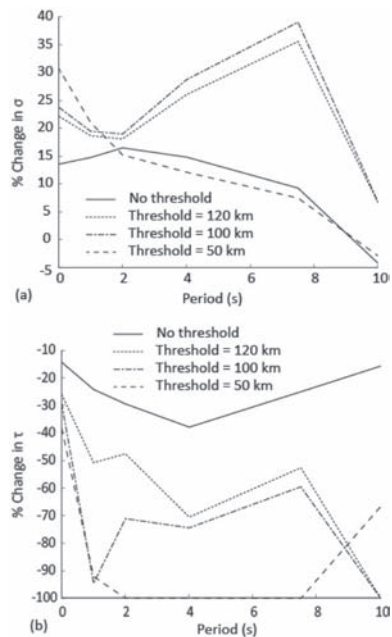 40
35
30
25
20
15
10
5
0
-5
% Change in σ
No threshold
Threshold = 120 km
Threshold = 100 km
Threshold = 50 km
0 2 4 6 8 10
Period (s)
(a)
-10
-20
-30
-40
-50
-60
-70
-80
-90
-100
% Change in τ
No threshold
Threshold = 120 km
Threshold = 100 km
Threshold = 50 km
0 2 4 6 8 10
Period (s)
(b)